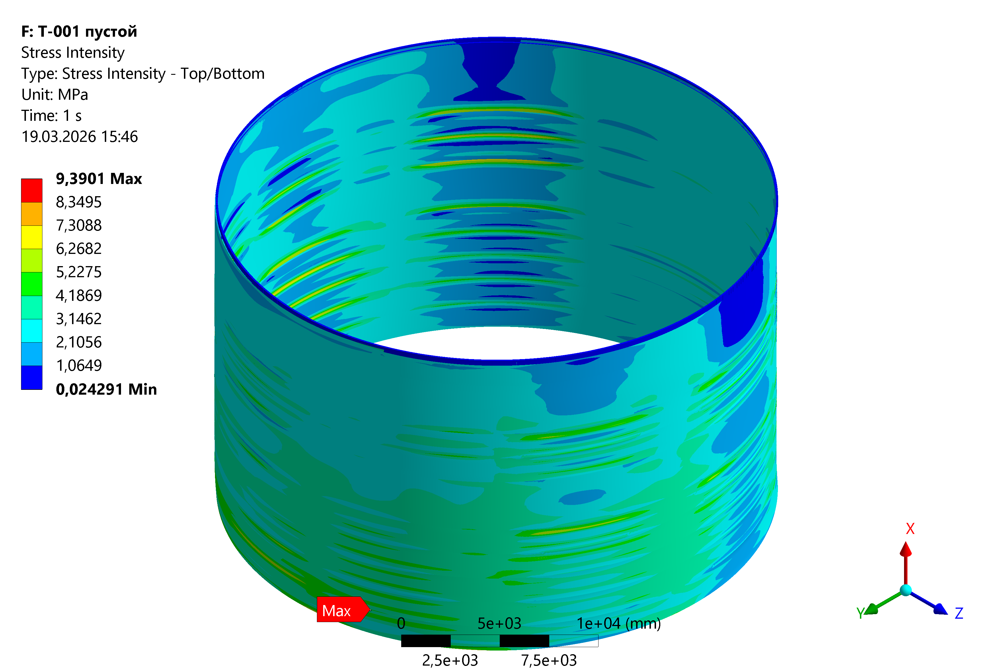 F: T-001 пустой
Stress Intensity
Type: Stress Intensity - Top/Bottom
Unit: MPa
Time: 1 s
19.03.2026 15:46
9,3901 Max
8,3495
7,3088
6,2682
5,2275
4,1869
3,1462
2,1056
1,0649
0,024291 Min
Max
0 5e+03 1e+04 (mm)
2,5e+03 7,5e+03
X
Y
Z